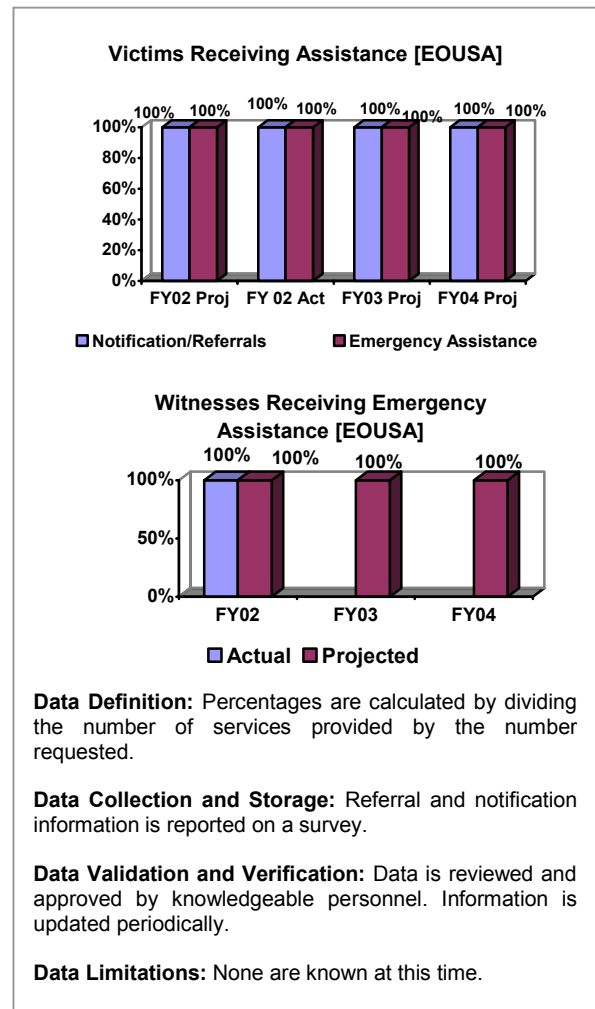 Victims Receiving Assistance [EOUSA]
100% 100% 100% 100% 100% 100% 100% 100%
100%
80%
60%
40%
20%
0%
FY02 Proj FY 02 Act FY03 Proj FY04 Proj
Notification/Referrals Emergency Assistance
Witnesses Receiving Emergency
Assistance [EOUSA]
100% 100% 100% 100%
100%
50%
0%
FY02 FY03 FY04
Actual Projected
Data Definition: Percentages are calculated by dividing
the number of services provided by the number
requested.
Data Collection and Storage: Referral and notification
information is reported on a survey.
Data Validation and Verification: Data is reviewed and
approved by knowledgeable personnel. Information is
updated periodically.
Data Limitations: None are known at this time.